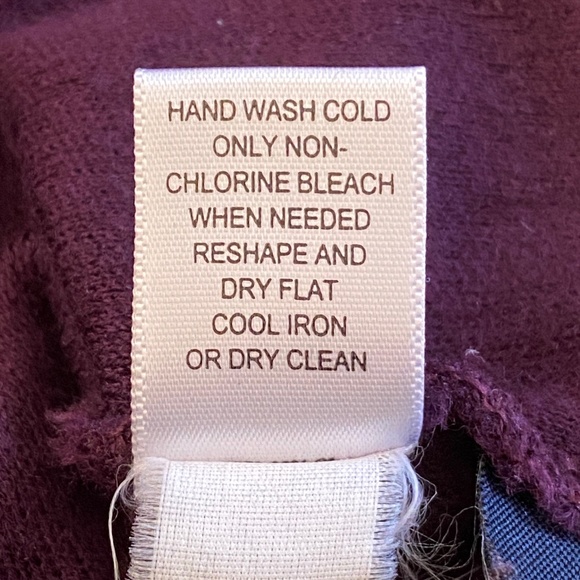 HAND WASH COLD
ONLY NON-
CHLORINE BLEACH
WHEN NEEDED
RESHAPE AND
DRY FLAT
COOL IRON
OR DRY CLEAN